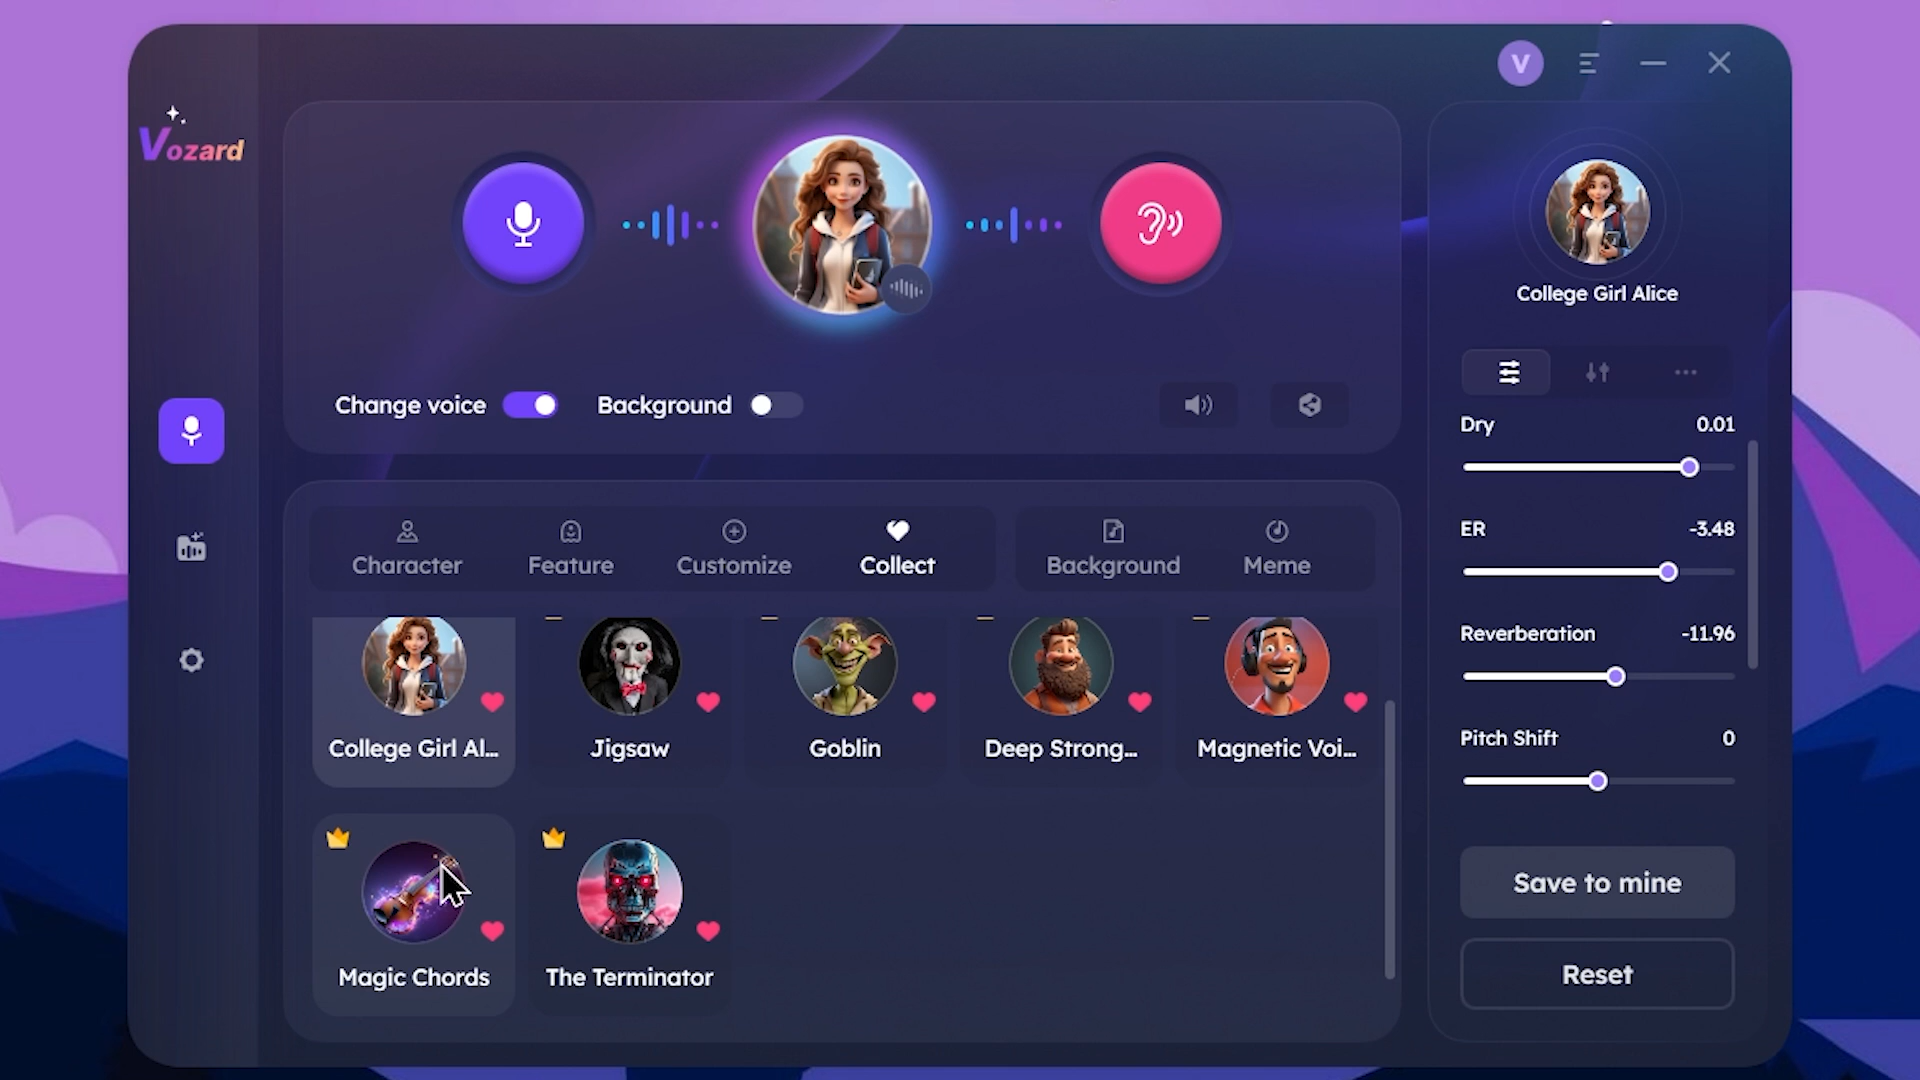 V
Vozard
College Girl Alice
Change voice
Background
Dry 0.01
ER -3.48
Reverberation -11.96
Pitch Shift 0
Character
Feature
Customize
Collect
Background
Meme
College Girl Al...
Jigsaw
Goblin
Deep Strong...
Magnetic Voi...
Magic Chords
The Terminator
Save to mine
Reset